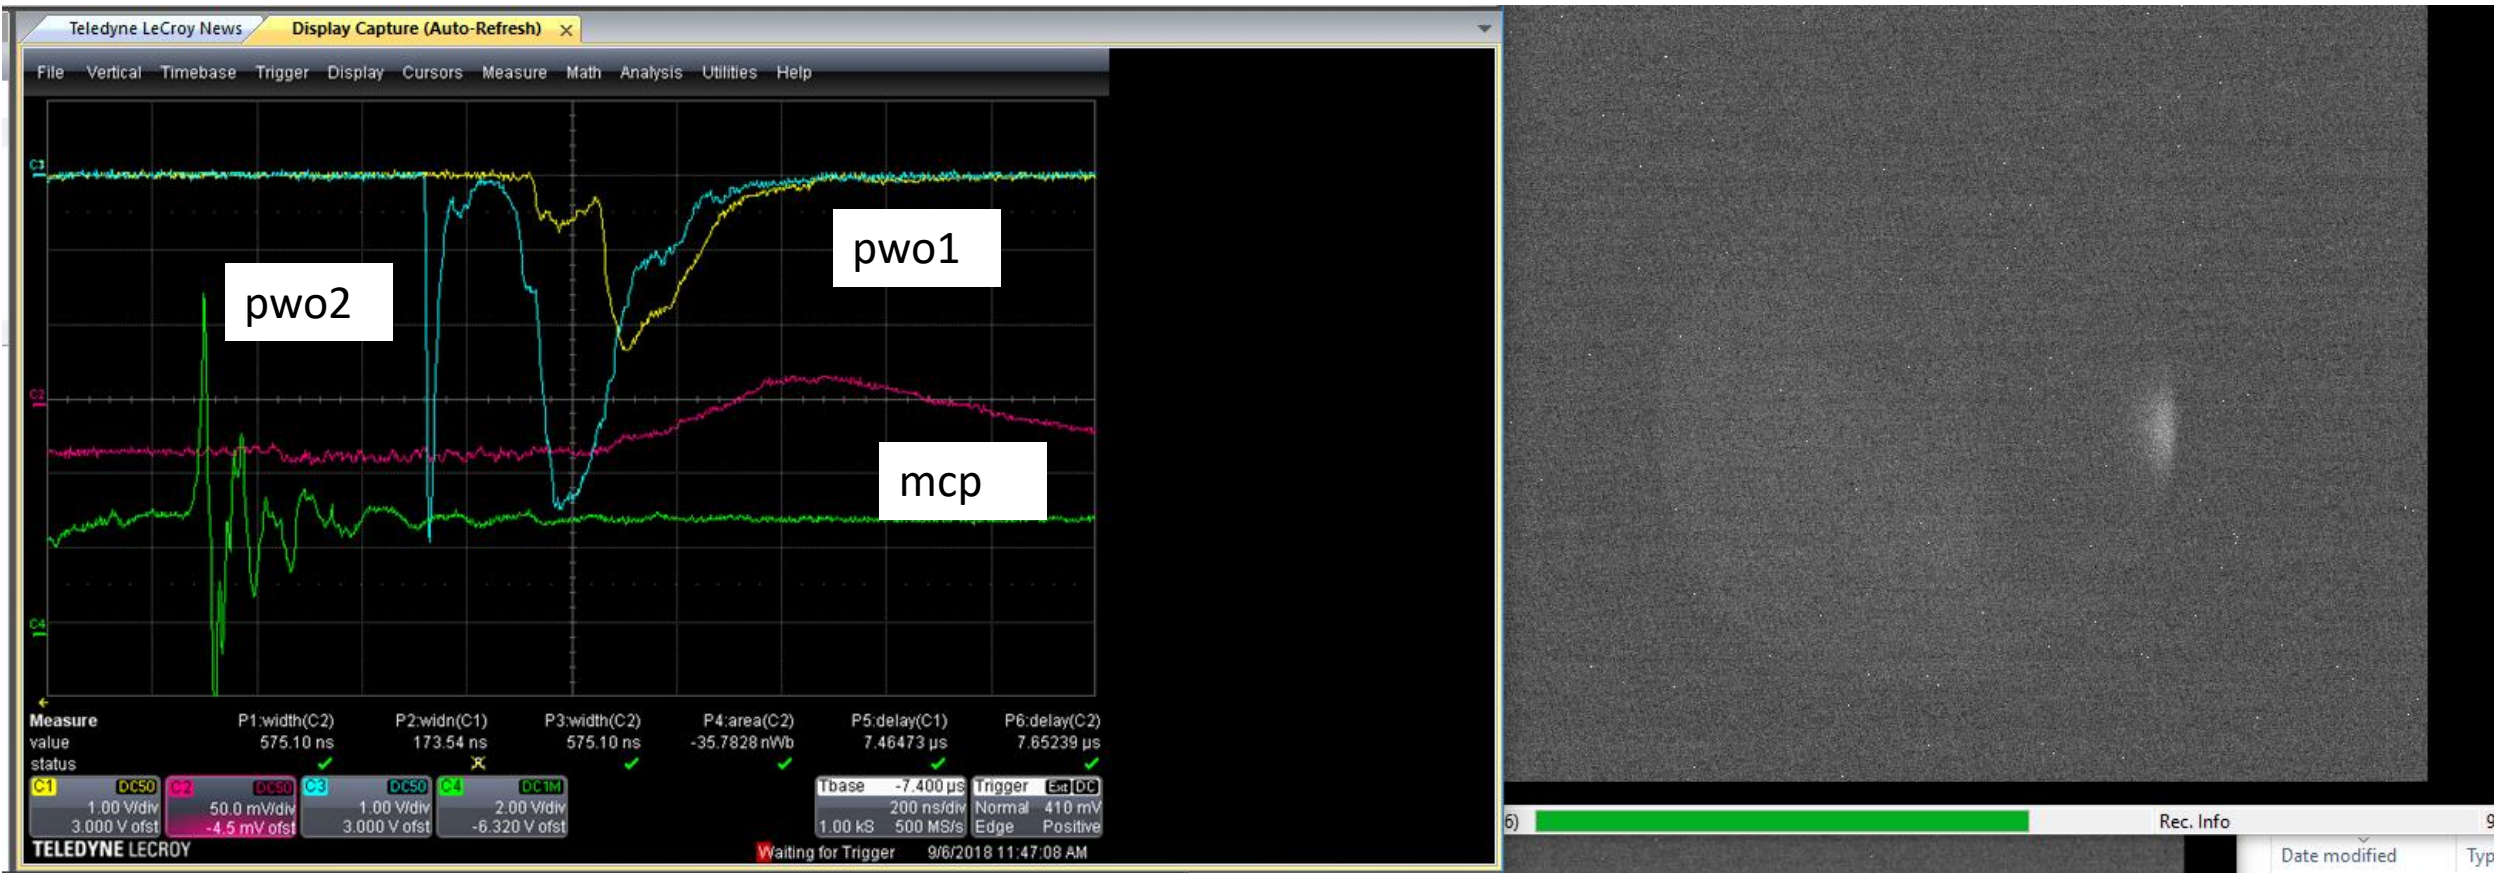 Teledyne LeCroy News Display Capture (Auto-Refresh)
File Vertical Timebase Trigger Display Cursors Measure Math Analysis Utilities Help
C3
pwo1
pwo2
C2
mcp
C4
Measure P1:width(C2) P2:widn(C1) P3:width(C2) P4:area(C2) P5:delay(C1) P6:delay(C2)
value 575.10 ns 173.54 ns 575.10 ns -35.7828 nWb 7.46473 µs 7.65239 µs
status
C1 DC50 C2 DC50 C3 DC50 C4 DC1M Tbase -7.400 µs Trigger Ext DC
1.00 V/div 50.0 mV/div 1.00 V/div 2.00 V/div 200 ns/div Normal 410 mV
3.000 V ofst -4.5 mV ofst 3.000 V ofst -6.320 V ofst 1.00 kS 500 MS/s Edge Positive
TELEDYNE LECROY Waiting for Trigger 9/6/2018 11:47:08 AM
6) Rec. Info 9
Date modified Typ